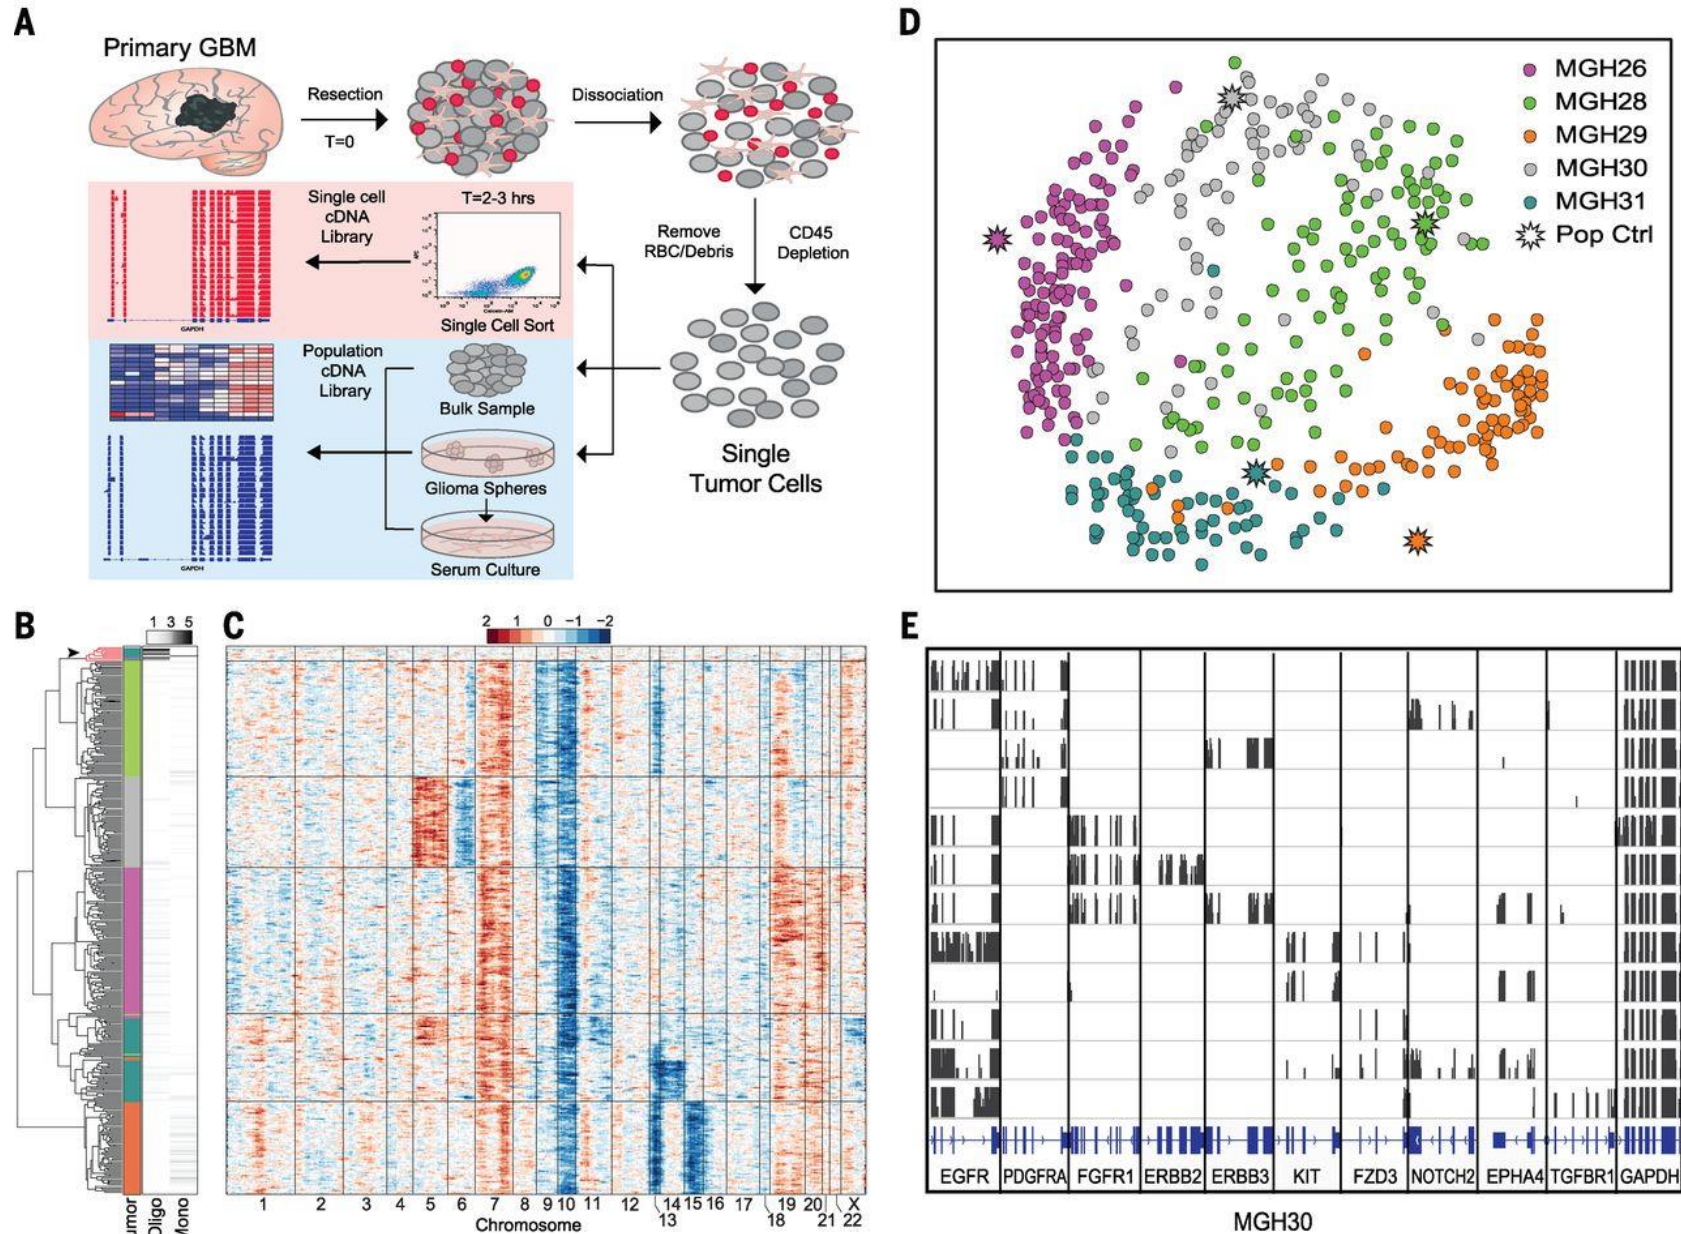 A
Primary GBM
Resection
T=0
Dissociation
Single cell
cDNA
Library
T=2-3 hrs
GAPDH
Single Cell Sort
Remove
RBC/Debris
CD45
Depletion
Population
cDNA
Library
Bulk Sample
Glioma Spheres
Serum Culture
GAPDH
Single
Tumor Cells
D
MGH26
MGH28
MGH29
MGH30
MGH31
Pop Ctrl
B
1 3 5
Oligo
Mono
C
2 1 0 −1 −2
1 2 3 4 5 6 7 8 9 10 11 12 13 14 15 16 17 18 19 20 21 22 X
Chromosome
E
EGFR PDGFRA FGFR1 ERBB2 ERBB3 KIT FZD3 NOTCH2 EPHA4 TGFBR1 GAPDH
MGH30